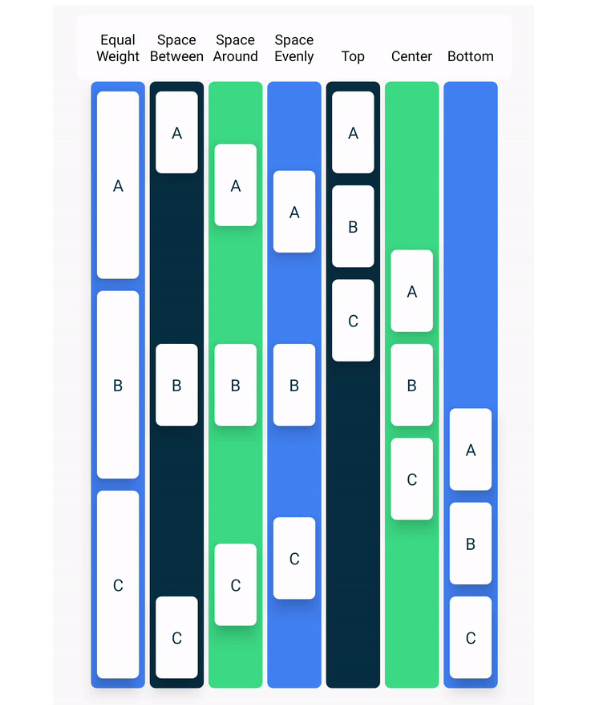 Equal Weight
Space Between
Space Around
Space Evenly
Top
Center
Bottom
A
B
C
A
B
C
A
B
C
A
B
C
A
B
C
A
B
C
A
B
C